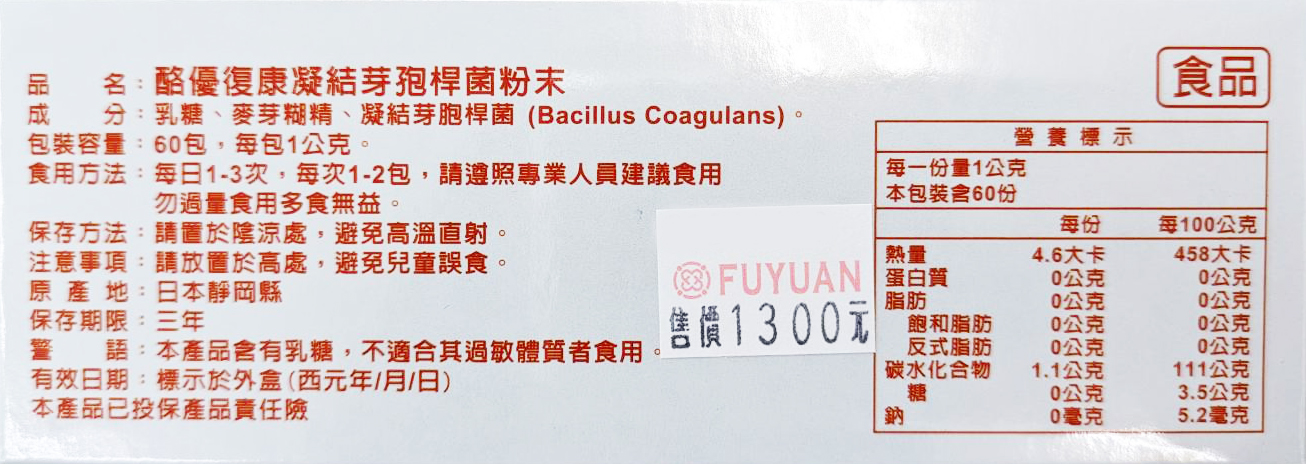 食品
品名：酪優復康凝結芽孢桿菌粉末
成分：乳糖、麥芽糊精、凝結芽胞桿菌 (Bacillus Coagulans)。
包裝容量：60包，每包1公克。
食用方法：每日1-3次，每次1-2包，請遵照專業人員建議食用
勿過量食用多食無益。
保存方法：請置於陰涼處，避免高溫直射。
注意事項：請放置於高處，避免兒童誤食。
原產地：日本靜岡縣
保存期限：三年
警語：本產品含有乳糖，不適合其過敏體質者食用。
有效日期：標示於外盒(西元年/月/日)
本產品已投保產品責任險
FUYUAN
售價1300元
營養標示
每一份量1公克
本包裝含60份
每份 每100公克
熱量 4.6大卡 458大卡
蛋白質 0公克 0公克
脂肪 0公克 0公克
飽和脂肪 0公克 0公克
反式脂肪 0公克 0公克
碳水化合物 1.1公克 111公克
糖 0公克 3.5公克
鈉 0毫克 5.2毫克